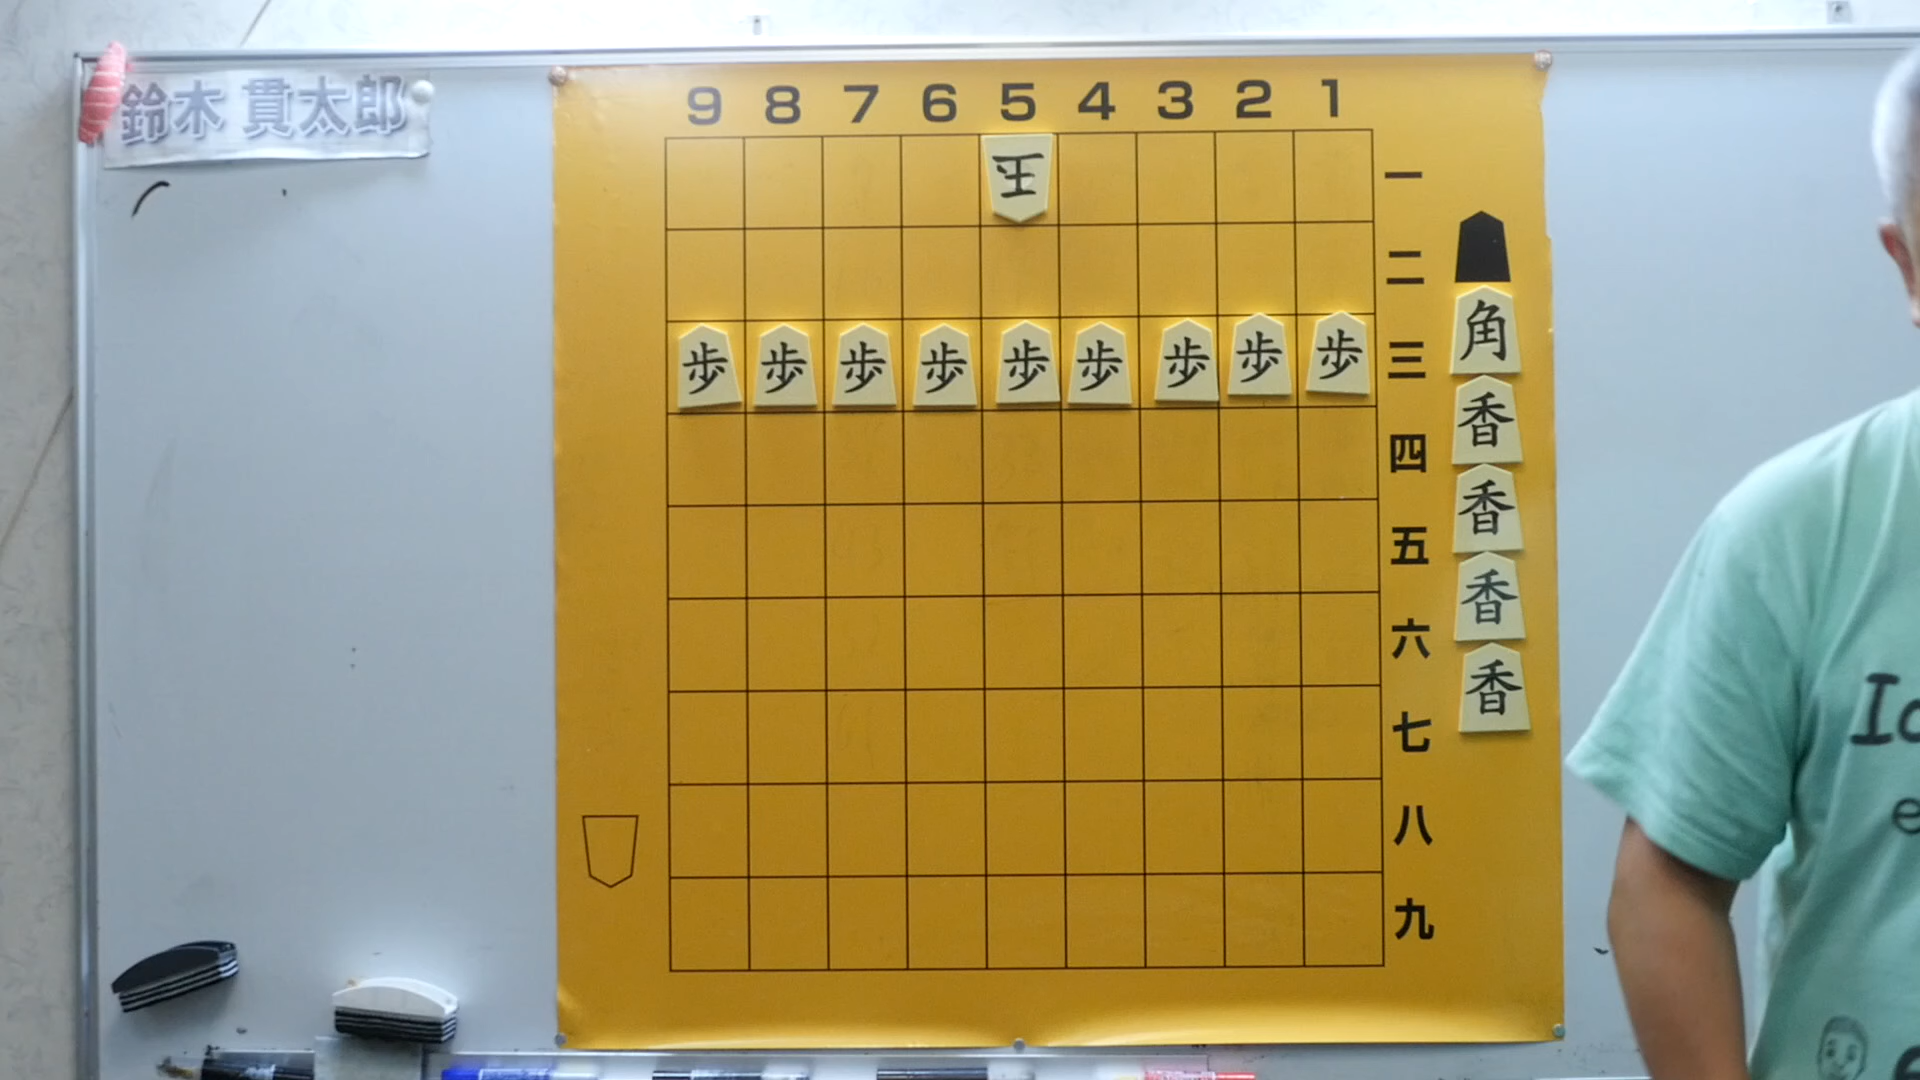 鈴木 貫太郎
9 8 7 6 5 4 3 2 1
王
一
二
歩 歩 歩 歩 歩 歩 歩 歩 歩
三
四
五
六
七
八
九
角
香
香
香
香